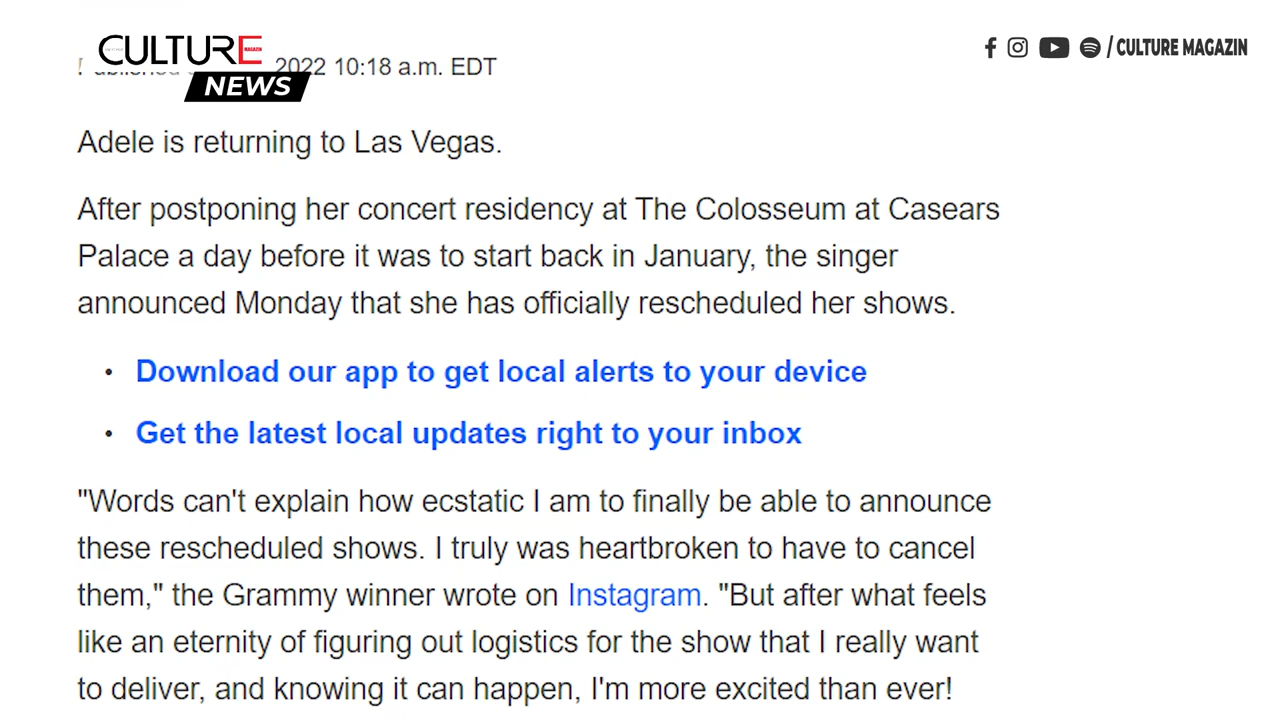 CULTURE
MAGAZIN
NEWS
/ CULTURE MAGAZIN
2022 10:18 a.m. EDT
Adele is returning to Las Vegas.
After postponing her concert residency at The Colosseum at Casears
Palace a day before it was to start back in January, the singer
announced Monday that she has officially rescheduled her shows.
• Download our app to get local alerts to your device
• Get the latest local updates right to your inbox
"Words can't explain how ecstatic I am to finally be able to announce
these rescheduled shows. I truly was heartbroken to have to cancel
them," the Grammy winner wrote on Instagram. "But after what feels
like an eternity of figuring out logistics for the show that I really want
to deliver, and knowing it can happen, I'm more excited than ever!